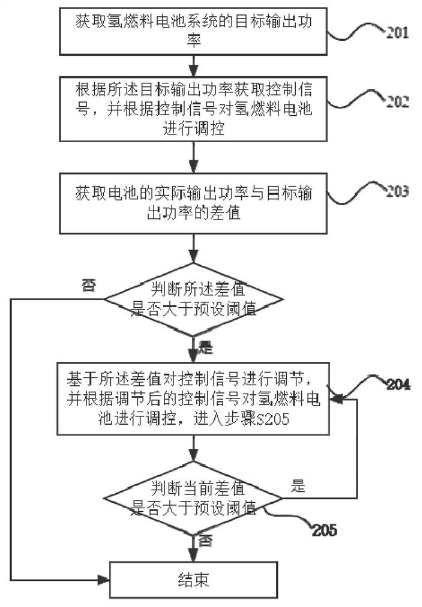 获取氢燃料电池系统的目标输出功
率
201
根据所述目标输出功率获取控制信
号，并根据控制信号对氢燃料电池
进行调控
202
获取电池的实际输出功率与目标输
出功率的差值
203
否
判断所述差值
是否大于预设阈值
是
基于所述差值对控制信号进行调节，
并根据调节后的控制信号对氢燃料电
池进行调控，进入步骤S205
204
判断当前差值
是否大于预设阈值
是
205
否
结束